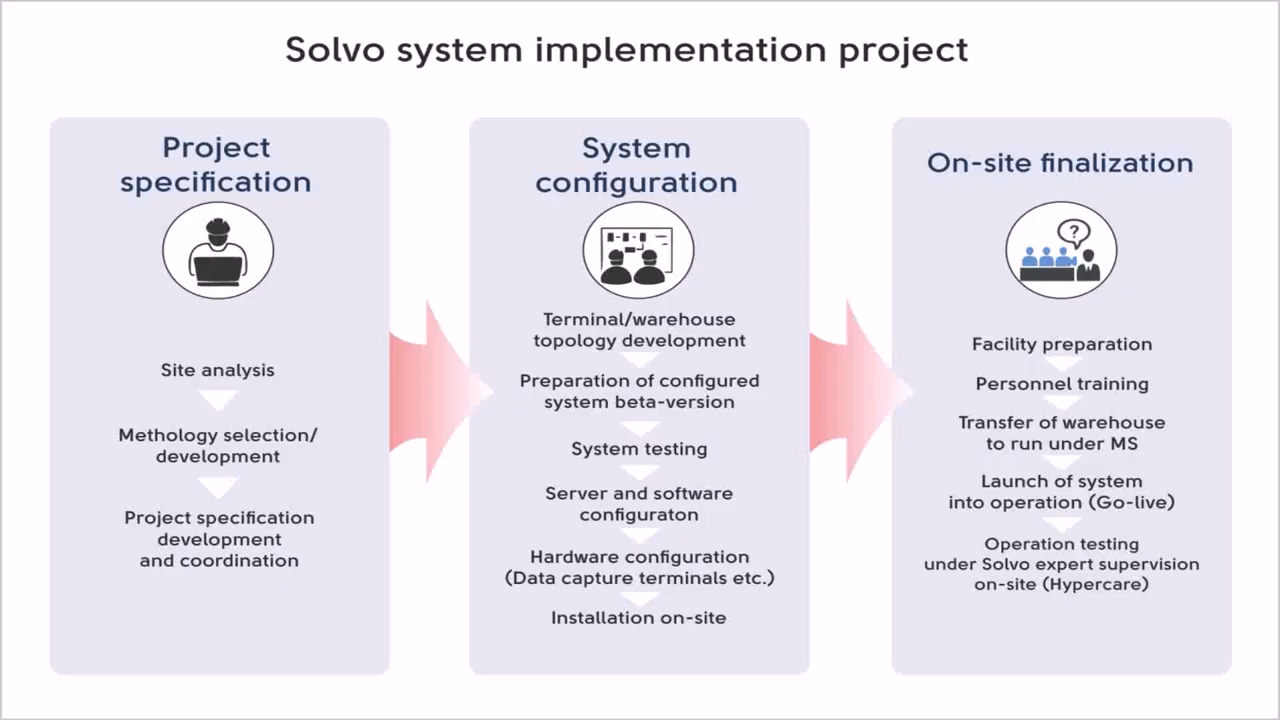 Solvo system implementation project
Project
specification
Site analysis
Methology selection/
development
Project specification
development
and coordination
System
configuration
Terminal/warehouse
topology development
Preparation of configured
system beta-version
System testing
Server and software
configuraton
Hardware configuration
(Data capture terminals etc.)
Installation on-site
On-site finalization
?
Facility preparation
Personnel training
Transfer of warehouse
to run under MS
Launch of system
into operation (Go-live)
Operation testing
under Solvo expert supervision
on-site (Hypercare)